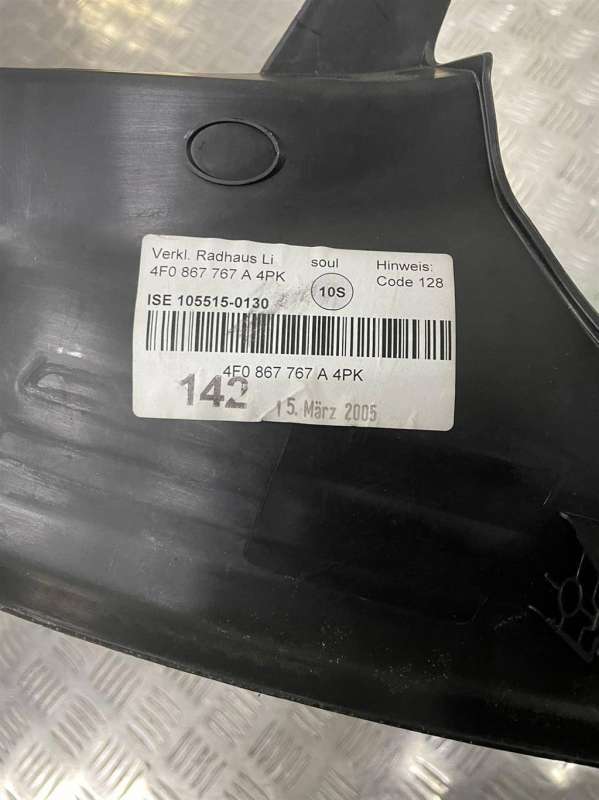 Verkl. Radhaus Li soul Hinweis:
4F0 867 767 A 4PK 10S Code 128
ISE 105515-0130
4F0 867 767 A 4PK
142 15. März 2005